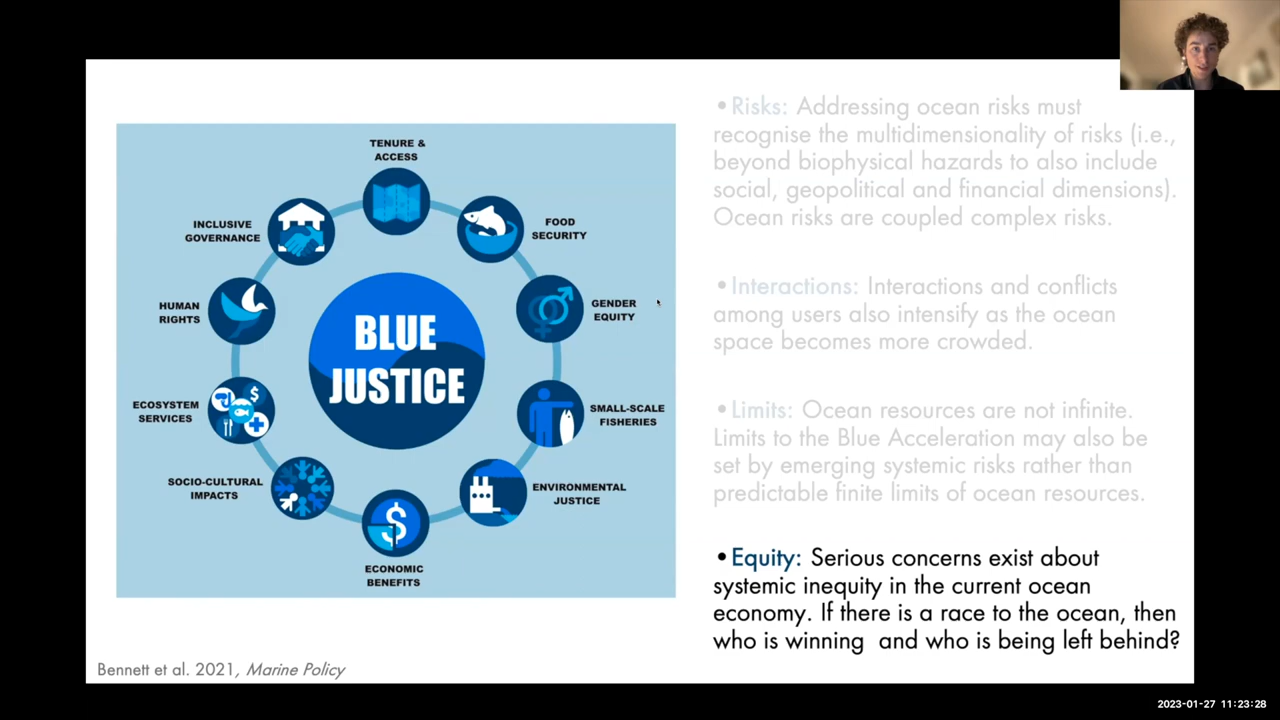 TENURE &
ACCESS
INCLUSIVE
GOVERNANCE
FOOD
SECURITY
HUMAN
RIGHTS
GENDER
EQUITY
BLUE
JUSTICE
ECOSYSTEM
SERVICES
SMALL-SCALE
FISHERIES
SOCIO-CULTURAL
IMPACTS
ENVIRONMENTAL
JUSTICE
$
$
ECONOMIC
BENEFITS
Bennett et al. 2021, Marine Policy
•Risks: Addressing ocean risks must
recognise the multidimensionality of risks (i.e.,
beyond biophysical hazards to also include
social, geopolitical and financial dimensions).
Ocean risks are coupled complex risks.
•Interactions: Interactions and conflicts
among users also intensify as the ocean
space becomes more crowded.
•Limits: Ocean resources are not infinite.
Limits to the Blue Acceleration may also be
set by emerging systemic risks rather than
predictable finite limits of ocean resources.
•Equity: Serious concerns exist about
systemic inequity in the current ocean
economy. If there is a race to the ocean, then
who is winning  and who is being left behind?
2023-01-27 11:23:28